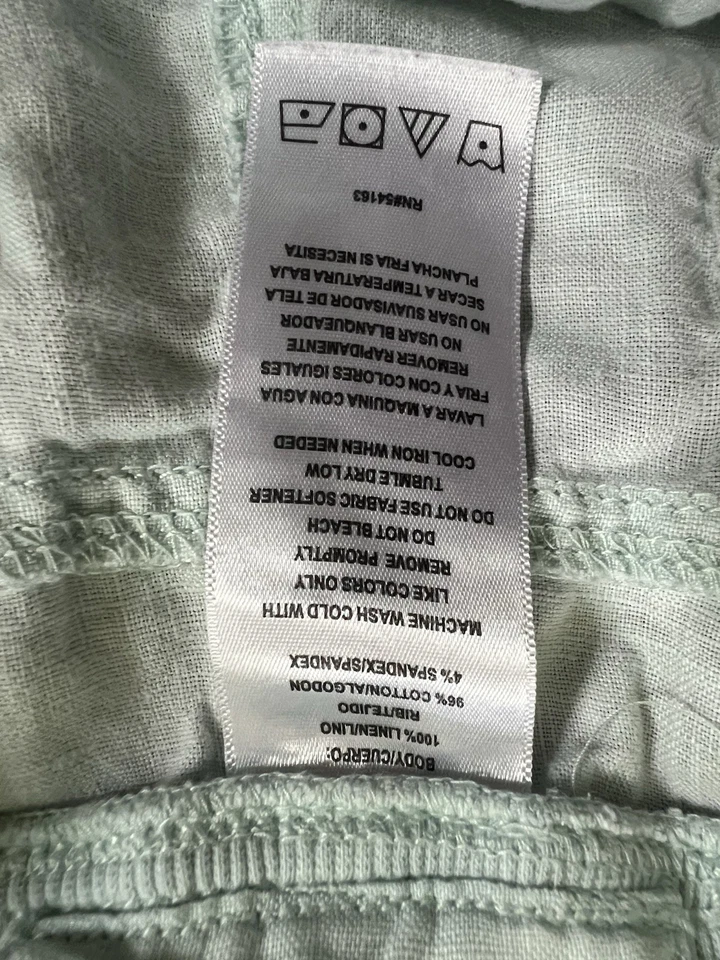 BODY/CUERPO:
100% LINEN/LINO
RIB/TEJIDO
96% COTTON/ALGODON
4% SPANDEX/SPANDEX
MACHINE WASH COLD WITH
LIKE COLORS ONLY
REMOVE PROMPTLY
DO NOT BLEACH
DO NOT USE FABRIC SOFTENER
TUBMLE DRY LOW
COOL IRON WHEN NEEDED
LAVAR A MAQUINA CON AGUA
FRIA Y CON COLORES IGUALES
REMOVER RAPIDAMENTE
NO USAR BLANQUEADOR
NO USAR SUAVISADOR DE TELA
SECAR A TEMPERATURA BAJA
PLANCHA FRIA SI NECESITA
RN#54163